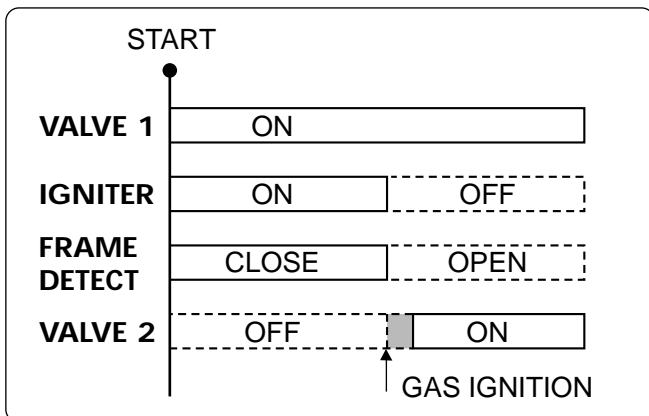 START
VALVE 1 ON
IGNITER ON OFF
FRAME
DETECT CLOSE OPEN
VALVE 2 OFF ON
GAS IGNITION